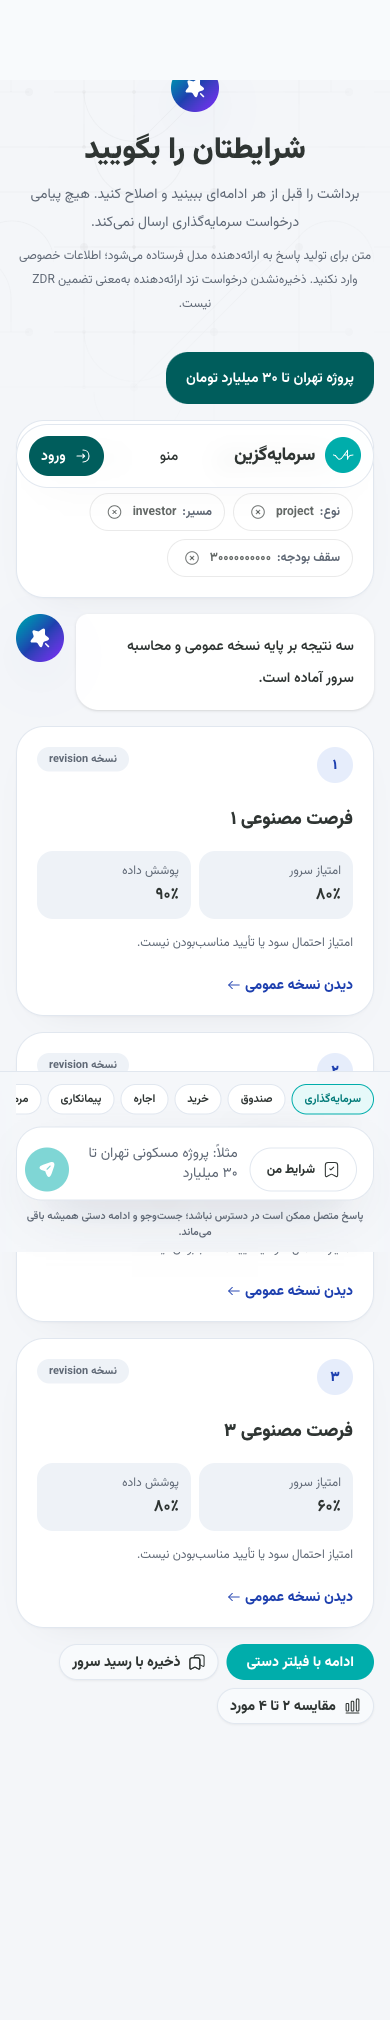 شرایطتان را بگویید
برداشت را قبل از هر ادامه‌ای ببینید و اصلاح کنید. هیچ پیامی
درخواست سرمایه‌گذاری ارسال نمی‌کند.
متن برای تولید پاسخ به ارائه‌دهنده مدل فرستاده می‌شود؛ اطلاعات خصوصی
وارد نکنید. ذخیره‌نشدن درخواست نزد ارائه‌دهنده به‌معنی تضمین ZDR
نیست.
پروژه تهران تا ۳۰ میلیارد تومان
سرمایه‌گزین
منو
ورود
نوع: project
مسیر: investor
سقف بودجه: ۳۰۰۰۰۰۰۰۰۰۰
سه نتیجه بر پایه نسخه عمومی و محاسبه
سرور آماده است.
۱
نسخه revision
فرصت مصنوعی ۱
امتیاز سرور
پوشش داده
۸۰٪
۹۰٪
امتیاز احتمال سود یا تأیید مناسب‌بودن نیست.
دیدن نسخه عمومی ←
۲
نسخه revision
سرمایه‌گذاری
صندوق
خرید
اجاره
پیمانکاری
مثلاً: پروژه مسکونی تهران تا
۳۰ میلیارد
شرایط من
پاسخ متصل ممکن است در دسترس نباشد؛ جست‌وجو و ادامه دستی همیشه باقی
می‌ماند.
دیدن نسخه عمومی ←
۳
نسخه revision
فرصت مصنوعی ۳
امتیاز سرور
پوشش داده
۶۰٪
۸۰٪
امتیاز احتمال سود یا تأیید مناسب‌بودن نیست.
دیدن نسخه عمومی ←
ادامه با فیلتر دستی
ذخیره با رسید سرور
مقایسه ۲ تا ۴ مورد